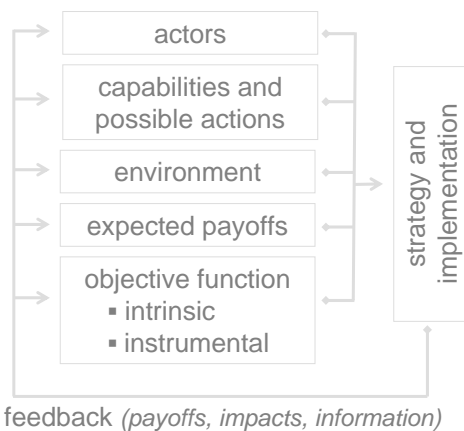 actors
capabilities and
possible actions
environment
expected payoffs
objective function
▪ intrinsic
▪ instrumental
strategy and
implementation
feedback (payoffs, impacts, information)